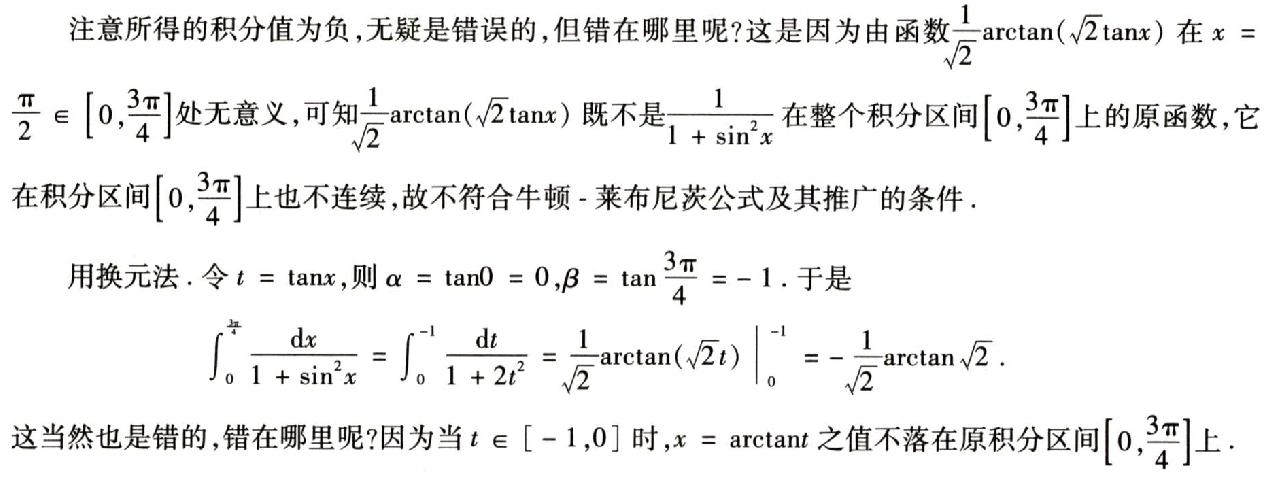 注意所得的积分值为负,无疑是错误的,但错在哪里呢?这是因为由函数$\frac{1}{\sqrt{2}}\arctan(\sqrt{2}\tan x)$ 在 $x =$
$\frac{\pi}{2} \in \left[0,\frac{3\pi}{4}\right]$处无意义,可知$\frac{1}{\sqrt{2}}\arctan(\sqrt{2}\tan x)$ 既不是$\frac{1}{1+\sin^2 x}$ 在整个积分区间$\left[0,\frac{3\pi}{4}\right]$上的原函数,它
在积分区间$\left[0,\frac{3\pi}{4}\right]$上也不连续,故不符合牛顿 - 莱布尼茨公式及其推广的条件 .
用换元法 . 令 $t = \tan x$,则 $\alpha = \tan 0 = 0$,$\beta = \tan\frac{3\pi}{4} = -1$ . 于是
$\int_0^{\frac{3\pi}{4}} \frac{dx}{1+\sin^2 x} = \int_0^{-1} \frac{dt}{1+2t^2} = \frac{1}{\sqrt{2}}\arctan(\sqrt{2}t)\Big|_0^{-1} = -\frac{1}{\sqrt{2}}\arctan\sqrt{2}$ .
这当然也是错的,错在哪里呢?因为当 $t \in [-1,0]$ 时,$x = \arctan t$ 之值不落在原积分区间$\left[0,\frac{3\pi}{4}\right]$上 .